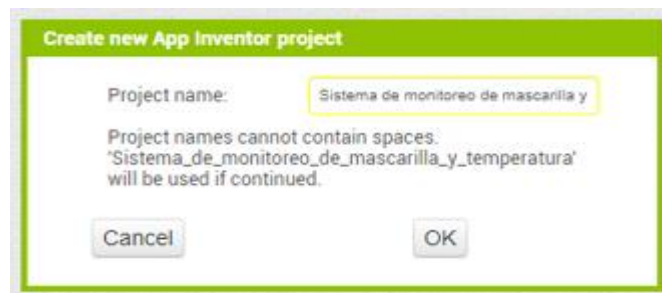 Create new App Inventor project
Project name: Sistema de monitoreo de mascarilla y
Project names cannot contain spaces.
'Sistema_de_monitoreo_de_mascarilla_y_temperatura'
will be used if continued.
Cancel OK